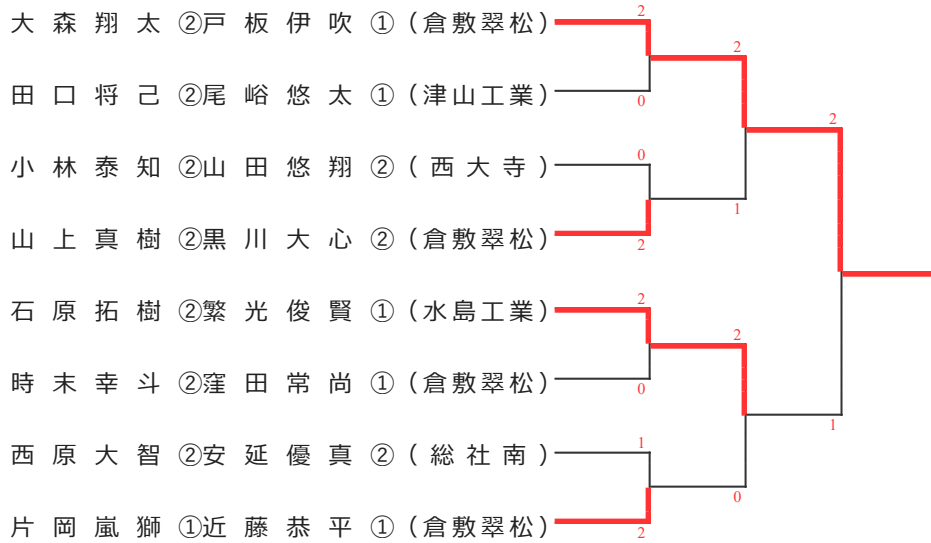 大森翔太②戸板伊吹①(倉敷翠松)
2
2
田口将己②尾崎悠太①(津山工業)
0
2
小林泰知②山田悠翔②(西大寺)
0
1
山上真樹②黒川大心②(倉敷翠松)
2
石原拓樹②繁光俊賢①(水島工業)
2
2
時末幸斗②窪田常尚①(倉敷翠松)
0
1
西原大智②安延優真②(総社南)
1
0
片岡嵐獅①近藤恭平①(倉敷翠松)
2